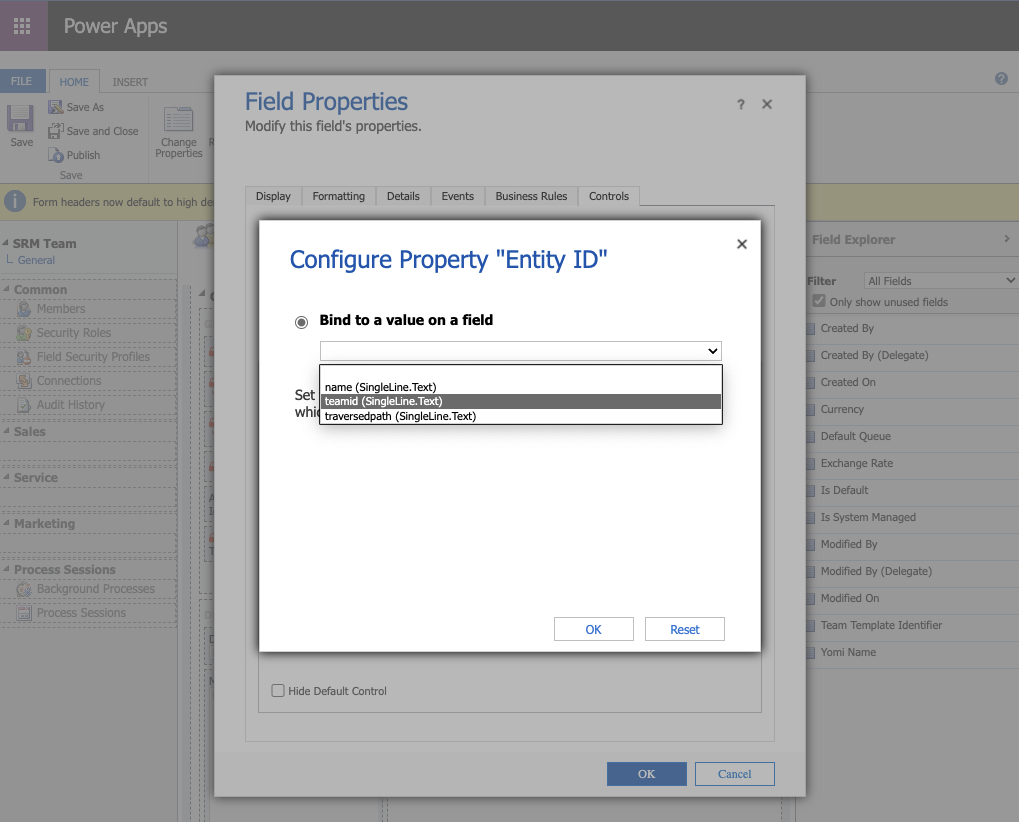 Power Apps
FILE
HOME
INSERT
Save
Save As
Save and Close
Publish
Save
Change
Properties
Form headers now default to high de
SRM Team
General
Common
Members
Security Roles
Field Security Profiles
Connections
Audit History
Sales
Service
Marketing
Process Sessions
Background Processes
Process Sessions
Field Properties
?
Modify this field's properties.
Display
Formatting
Details
Events
Business Rules
Controls
Configure Property "Entity ID"
Bind to a value on a field
name (SingleLine.Text)
teamid (SingleLine.Text)
traversedpath (SingleLine.Text)
Set
whic
OK
Reset
Hide Default Control
OK
Cancel
Field Explorer
Filter
All Fields
Only show unused fields
Created By
Created By (Delegate)
Created On
Currency
Default Queue
Exchange Rate
Is Default
Is System Managed
Modified By
Modified By (Delegate)
Modified On
Team Template Identifier
Yomi Name